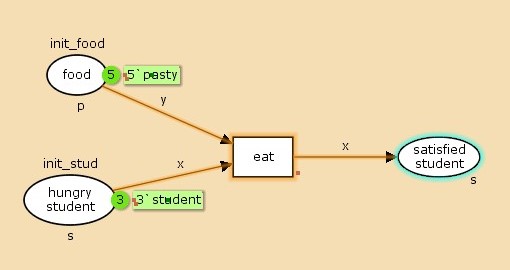 init_food
food
5
5`pasty
p
y
init_stud
hungry
student
3
3`student
s
x
eat
x
satisfied
student
s